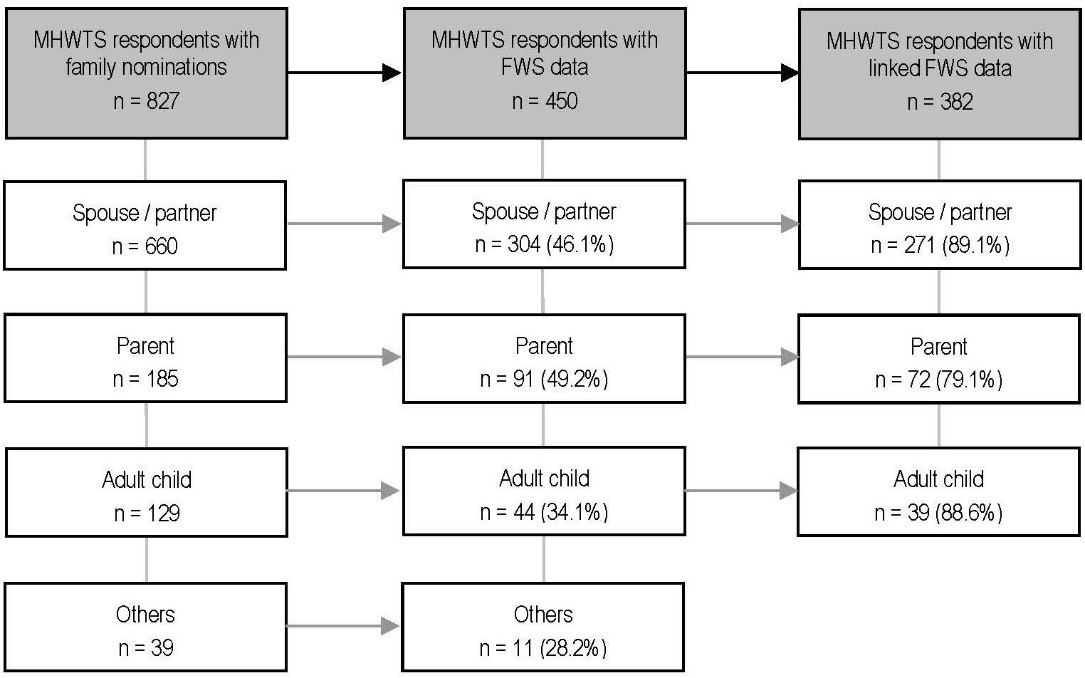 MHWTS respondents with
family nominations
n = 827
MHWTS respondents with
FWS data
n = 450
MHWTS respondents with
linked FWS data
n = 382
Spouse / partner
n = 660
Spouse / partner
n = 304 (46.1%)
Spouse / partner
n = 271 (89.1%)
Parent
n = 185
Parent
n = 91 (49.2%)
Parent
n = 72 (79.1%)
Adult child
n = 129
Adult child
n = 44 (34.1%)
Adult child
n = 39 (88.6%)
Others
n = 39
Others
n = 11 (28.2%)